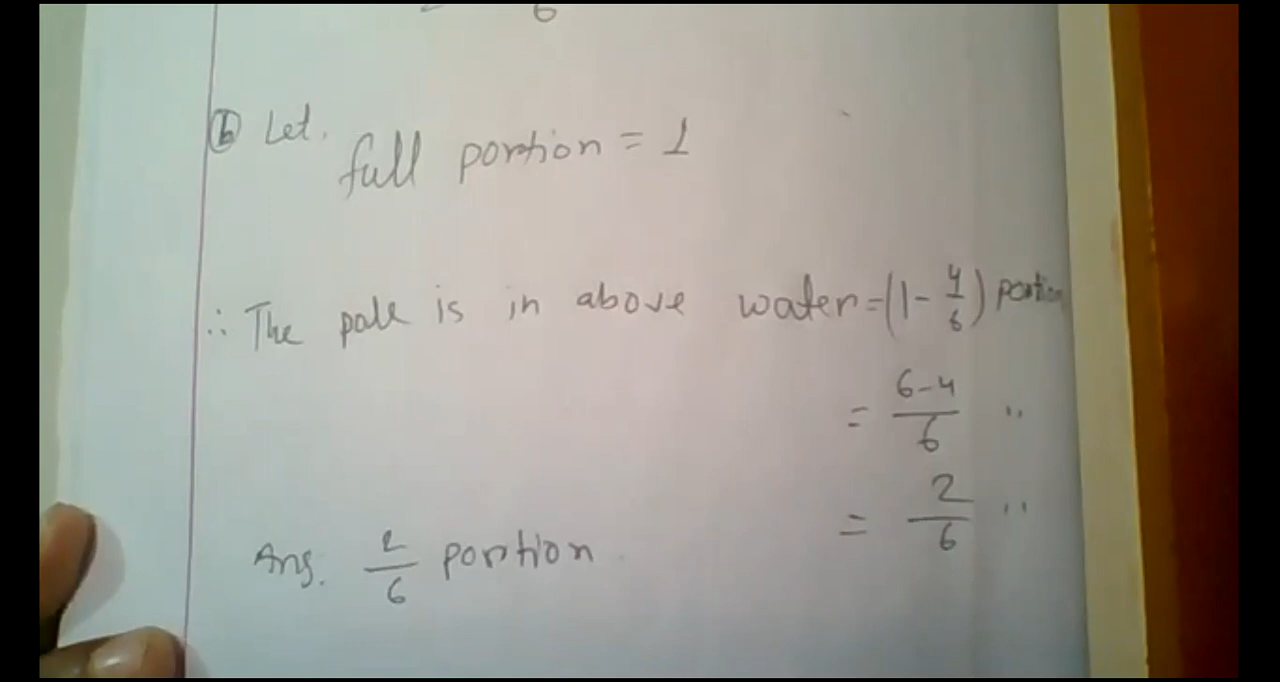 6
(b) Let.
full portion = 1
∴ The pole is in above water = (1 - 4/6) portion
= 6-4/6 "
= 2/6 "
Ans. 2/6 portion